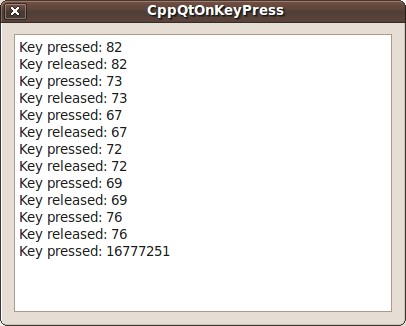 CppQtOnKeyPress
Key pressed: 82
Key released: 82
Key pressed: 73
Key released: 73
Key pressed: 67
Key released: 67
Key pressed: 72
Key released: 72
Key pressed: 69
Key released: 69
Key pressed: 76
Key released: 76
Key pressed: 16777251